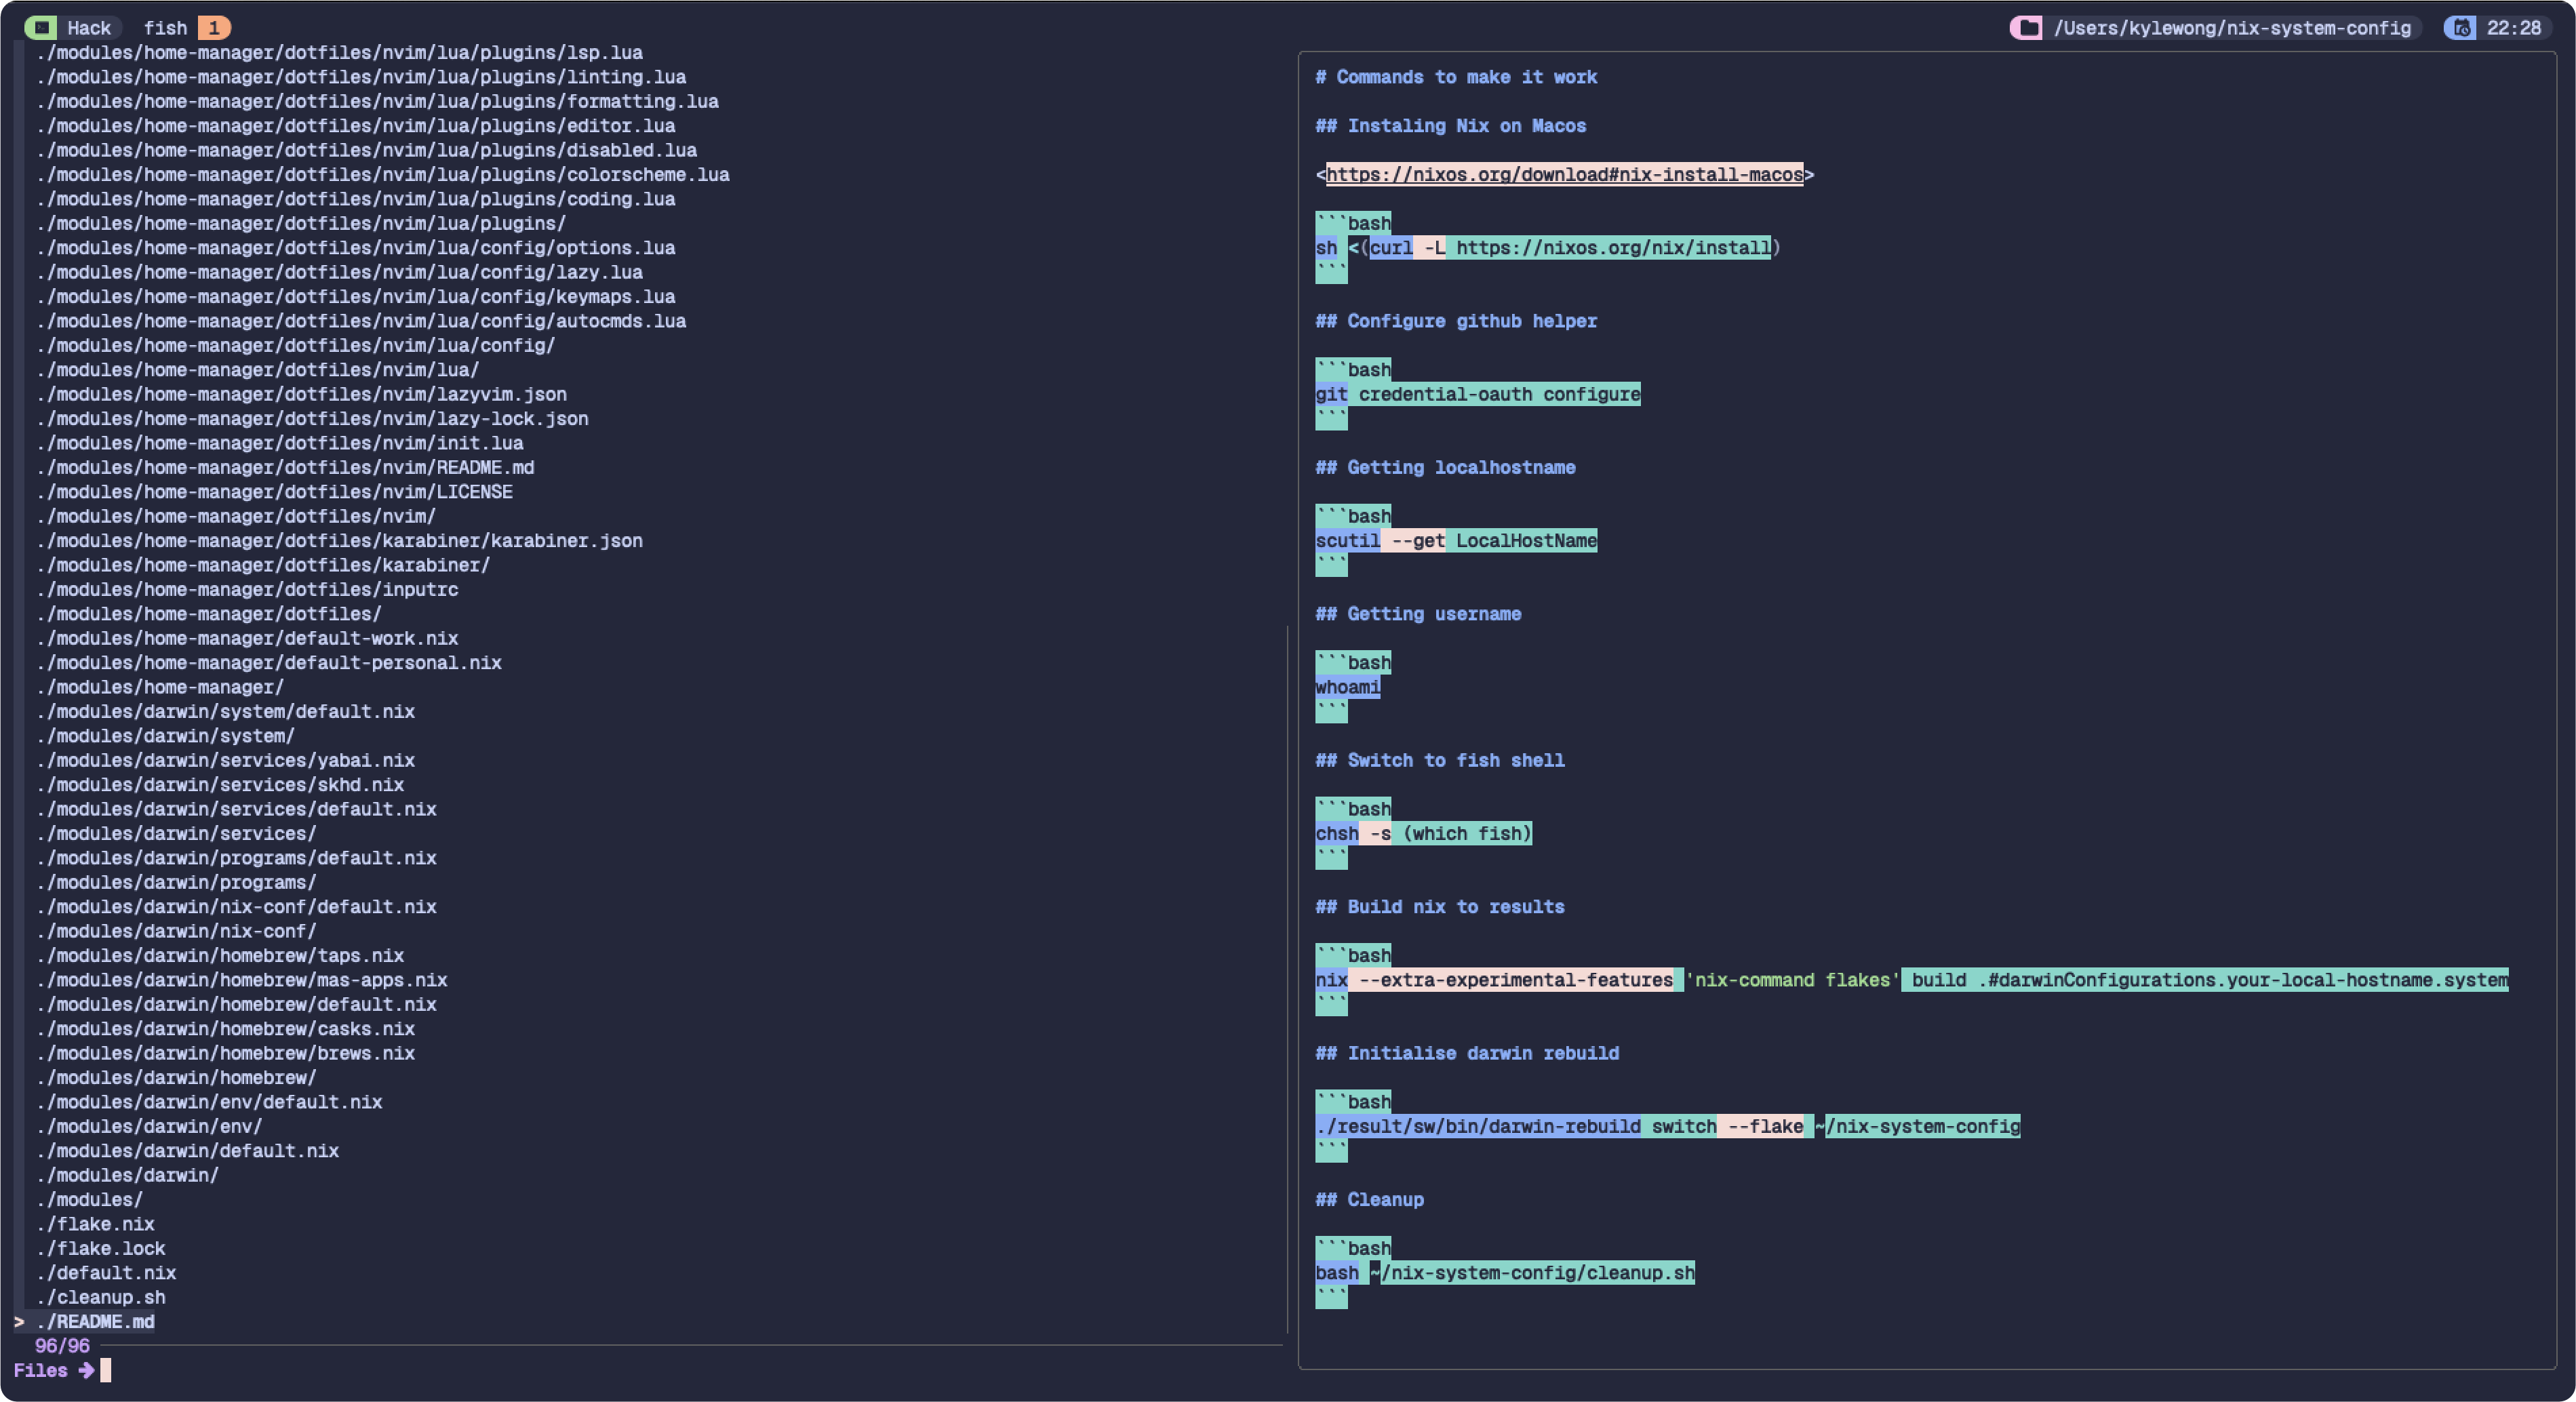 Hack fish 1 /Users/kylewong/nix-system-config 22:28
./modules/home-manager/dotfiles/nvim/lua/plugins/lsp.lua
./modules/home-manager/dotfiles/nvim/lua/plugins/linting.lua
./modules/home-manager/dotfiles/nvim/lua/plugins/formatting.lua
./modules/home-manager/dotfiles/nvim/lua/plugins/editor.lua
./modules/home-manager/dotfiles/nvim/lua/plugins/disabled.lua
./modules/home-manager/dotfiles/nvim/lua/plugins/colorscheme.lua
./modules/home-manager/dotfiles/nvim/lua/plugins/coding.lua
./modules/home-manager/dotfiles/nvim/lua/plugins/
./modules/home-manager/dotfiles/nvim/lua/config/options.lua
./modules/home-manager/dotfiles/nvim/lua/config/lazy.lua
./modules/home-manager/dotfiles/nvim/lua/config/keymaps.lua
./modules/home-manager/dotfiles/nvim/lua/config/autocmds.lua
./modules/home-manager/dotfiles/nvim/lua/config/
./modules/home-manager/dotfiles/nvim/lua/
./modules/home-manager/dotfiles/nvim/lazyvim.json
./modules/home-manager/dotfiles/nvim/lazy-lock.json
./modules/home-manager/dotfiles/nvim/init.lua
./modules/home-manager/dotfiles/nvim/README.md
./modules/home-manager/dotfiles/nvim/LICENSE
./modules/home-manager/dotfiles/nvim/
./modules/home-manager/dotfiles/karabiner/karabiner.json
./modules/home-manager/dotfiles/karabiner/
./modules/home-manager/dotfiles/inputrc
./modules/home-manager/dotfiles/
./modules/home-manager/default-work.nix
./modules/home-manager/default-personal.nix
./modules/home-manager/
./modules/darwin/system/default.nix
./modules/darwin/system/
./modules/darwin/services/yabai.nix
./modules/darwin/services/skhd.nix
./modules/darwin/services/default.nix
./modules/darwin/services/
./modules/darwin/programs/default.nix
./modules/darwin/programs/
./modules/darwin/nix-conf/default.nix
./modules/darwin/nix-conf/
./modules/darwin/homebrew/taps.nix
./modules/darwin/homebrew/mas-apps.nix
./modules/darwin/homebrew/default.nix
./modules/darwin/homebrew/casks.nix
./modules/darwin/homebrew/brews.nix
./modules/darwin/homebrew/
./modules/darwin/env/default.nix
./modules/darwin/env/
./modules/darwin/default.nix
./modules/darwin/
./modules/
./flake.nix
./flake.lock
./default.nix
./cleanup.sh
> ./README.md
96/96
Files ➜
# Commands to make it work
## Instaling Nix on Macos
<https://nixos.org/download#nix-install-macos>
```bash
sh <(curl -L https://nixos.org/nix/install)
```
## Configure github helper
```bash
git credential-oauth configure
```
## Getting localhostname
```bash
scutil --get LocalHostName
```
## Getting username
```bash
whoami
```
## Switch to fish shell
```bash
chsh -s (which fish)
```
## Build nix to results
```bash
nix --extra-experimental-features 'nix-command flakes' build .#darwinConfigurations.your-local-hostname.system
```
## Initialise darwin rebuild
```bash
./result/sw/bin/darwin-rebuild switch --flake ~/nix-system-config
```
## Cleanup
```bash
bash ~/nix-system-config/cleanup.sh
```